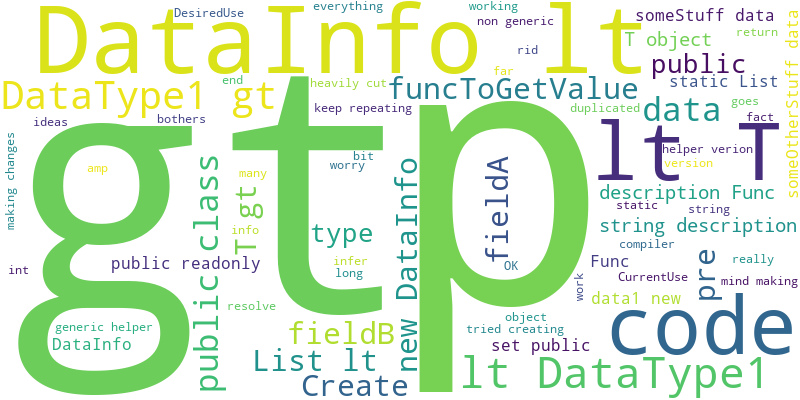 DesiredUse
everything
working
non generic
someStuff data
DataInfo lt
T object
return
rid
public
far
static List
DataType1 gt
end
heavily cut
funcToGetValue
keep repeating
duplicated
data
goes
fact
someOtherStuff data
ideas
bothers
gt p
lt T
making changes
helper verion
version
amp
many
bit
worry
public class
T gt
new DataInfo
fieldA
description Func
static
string
string description
info
type
compiler
infer
long
OK
Func
really
int
public readonly
work
CurrentUse
pre
mind making
data1 new
resolve
object
code
generic helper
DataInfo
fieldB
tried creating
set public
List lt
Create
lt DataType1